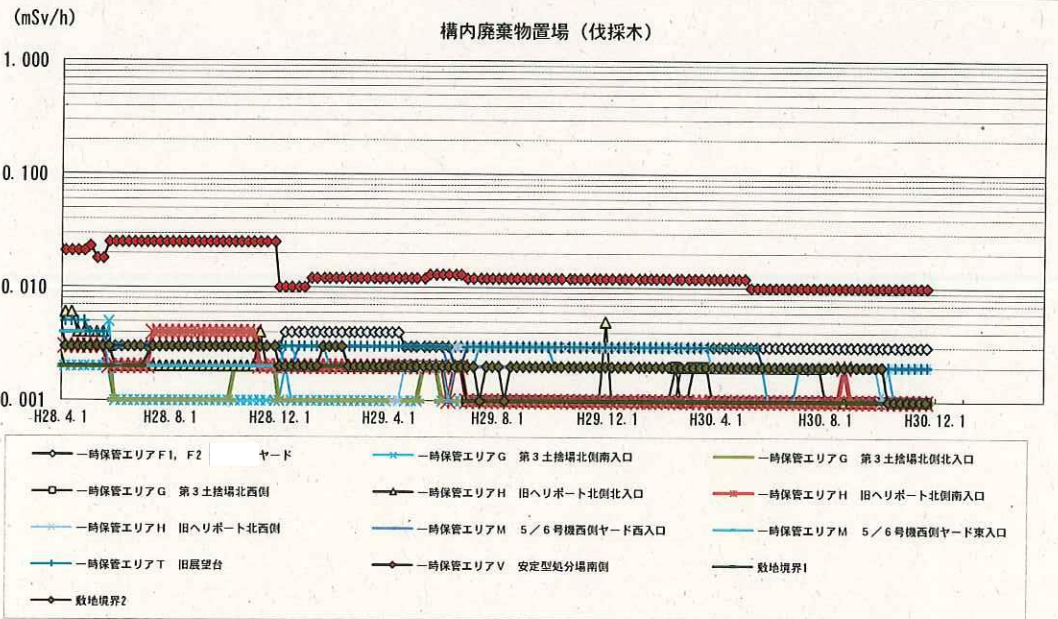 (mSv/h)
構内廃棄物置場（伐採木）
1.000
0.100
0.010
0.001
H28.4.1 H28.8.1 H28.12.1 H29.4.1 H29.8.1 H29.12.1 H30.4.1 H30.8.1 H30.12.1
一時保管エリアF1, F2 ヤード 一時保管エリアG 第3土捨場北側南入口 一時保管エリアG 第3土捨場北側北入口
一時保管エリアG 第3土捨場北西側 一時保管エリアH 旧ヘリポート北側北入口 一時保管エリアH 旧ヘリポート北側南入口
一時保管エリアH 旧ヘリポート北西側 一時保管エリアM 5／6号機西側ヤード西入口 一時保管エリアM 5／6号機西側ヤード東入口
一時保管エリアT 旧展望台 一時保管エリアV 安定型処分場南側 敷地境界1
敷地境界2